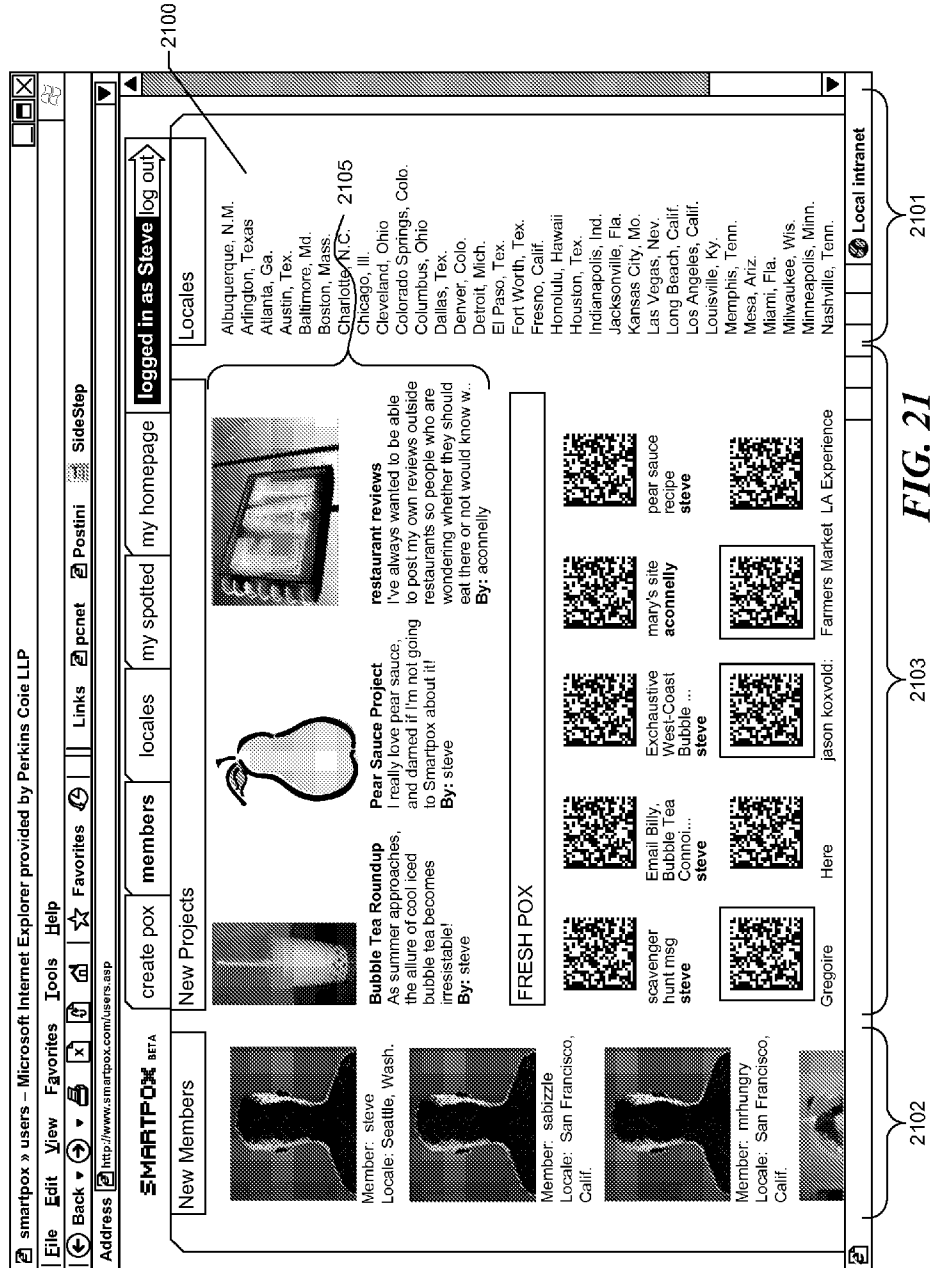 smartpox » users – Microsoft Internet Explorer provided by Perkins Coie LLP
File Edit View Favorites Tools Help
Back Favorites Links pcnet Postini SideStep
Address http://www.smartpox.com/users.asp
SMARTPOX BETA
create pox
members
locales
my spotted
my homepage
logged in as Steve log out
New Members
Member: steve
Locale: Seattle, Wash.
Member: sabizzle
Locale: San Francisco,
Calif.
Member: mrhungry
Locale: San Francisco,
Calif.
New Projects
Bubble Tea Roundup
As summer approaches,
the allure of cool iced
bubble tea becomes
irresistable!
By: steve
Pear Sauce Project
I really love pear sauce,
and darned if I'm not going
to Smartpox about it!
By: steve
restaurant reviews
I've always wanted to be able
to post my own reviews outside
restaurants so people who are
wondering whether they should
eat there or not would know w..
By: aconnelly
FRESH POX
scavenger
hunt msg
steve
Email Billy,
Bubble Tea
Connoi...
steve
Exchaustive
West-Coast
Bubble ...
steve
mary's site
aconnelly
pear sauce
recipe
steve
Gregoire
Here
jason koxvold:
Farmers Market
LA Experience
Locales
Albuquerque, N.M.
Arlington, Texas
Atlanta, Ga.
Austin, Tex.
Baltimore, Md.
Boston, Mass.
Charlotte, N.C.
Chicago, Ill.
Cleveland, Ohio
Colorado Springs, Colo.
Columbus, Ohio
Dallas, Tex.
Denver, Colo.
Detroit, Mich.
El Paso, Tex.
Fort Worth, Tex.
Fresno, Calif.
Honolulu, Hawaii
Houston, Tex.
Indianapolis, Ind.
Jacksonville, Fla.
Kansas City, Mo.
Las Vegas, Nev.
Long Beach, Calif.
Los Angeles, Calif.
Louisville, Ky.
Memphis, Tenn.
Mesa, Ariz.
Miami, Fla.
Milwaukee, Wis.
Minneapolis, Minn.
Nashville, Tenn.
Local intranet
2100
2105
2102
2103
2101
FIG. 21